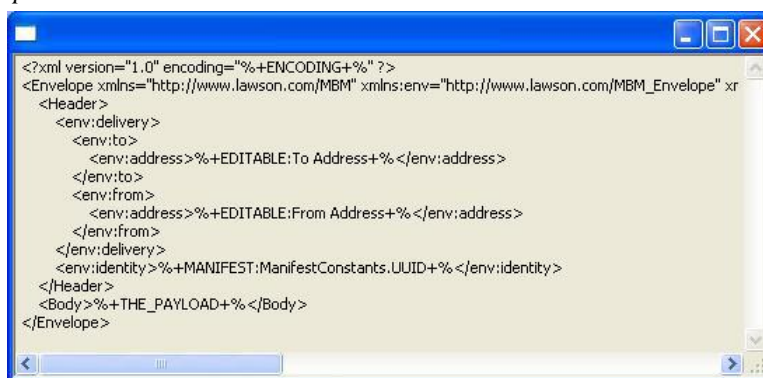 <?xml version="1.0" encoding="%+ENCODING+%" ?>
<Envelope xmlns="http://www.lawson.com/MBM" xmlns:env="http://www.lawson.com/MBM_Envelope" xr
<Header>
<env:delivery>
<env:to>
<env:address>%+EDITABLE:To Address+%</env:address>
</env:to>
<env:from>
<env:address>%+EDITABLE:From Address+%</env:address>
</env:from>
</env:delivery>
<env:identity>%+MANIFEST:ManifestConstants.UUID+%</env:identity>
</Header>
<Body>%+THE_PAYLOAD+%</Body>
</Envelope>